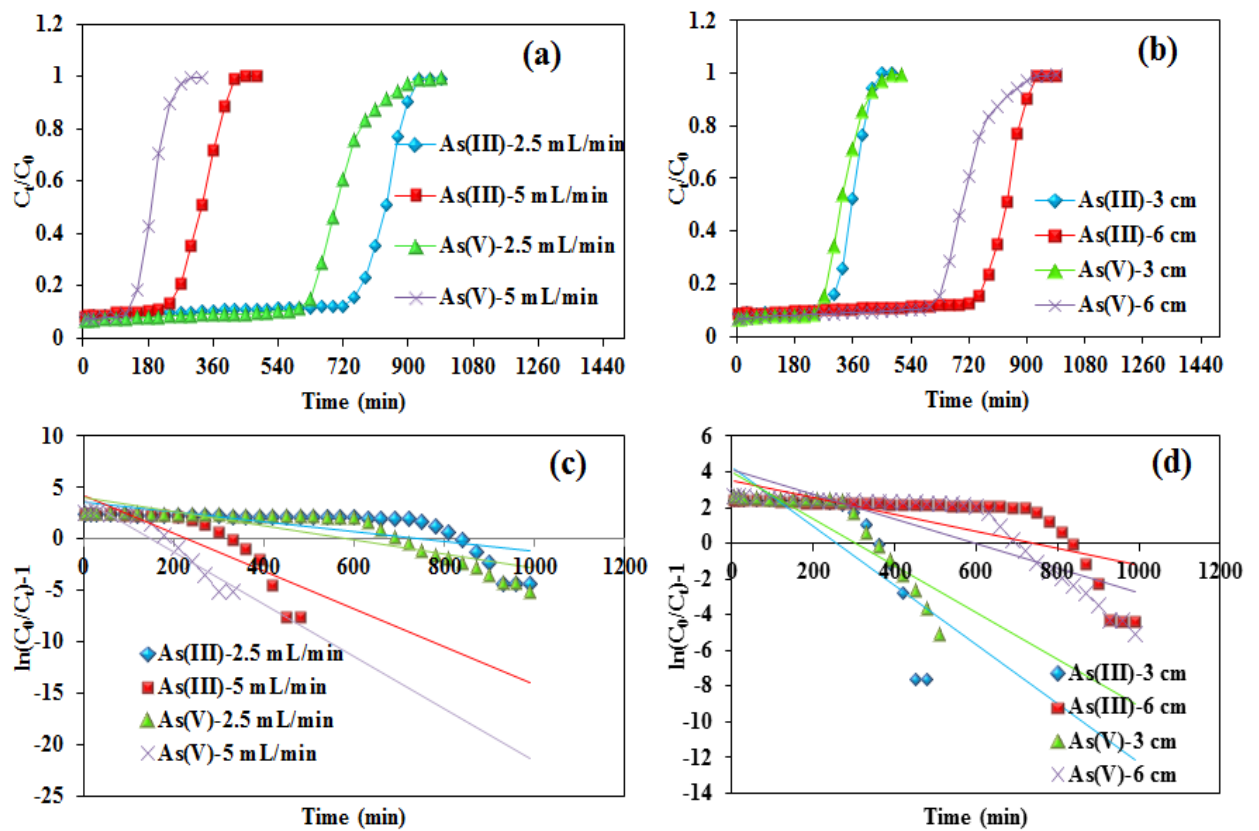 (a)
C_t/C_0
1.2
1
0.8
0.6
0.4
0.2
0
0 180 360 540 720 900 1080 1260 1440
Time (min)
As(III)-2.5 mL/min
As(III)-5 mL/min
As(V)-2.5 mL/min
As(V)-5 mL/min
(b)
C_t/C_0
1.2
1
0.8
0.6
0.4
0.2
0
0 180 360 540 720 900 1080 1260 1440
Time (min)
As(III)-3 cm
As(III)-6 cm
As(V)-3 cm
As(V)-6 cm
(c)
ln(C_0/C_t)-1
10
5
0
-5
-10
-15
-20
-25
0 200 400 600 800 1000 1200
Time (min)
As(III)-2.5 mL/min
As(III)-5 mL/min
As(V)-2.5 mL/min
As(V)-5 mL/min
(d)
ln(C_0/C_t)-1
6
4
2
0
-2
-4
-6
-8
-10
-12
-14
0 200 400 600 800 1000 1200
Time (min)
As(III)-3 cm
As(III)-6 cm
As(V)-3 cm
As(V)-6 cm